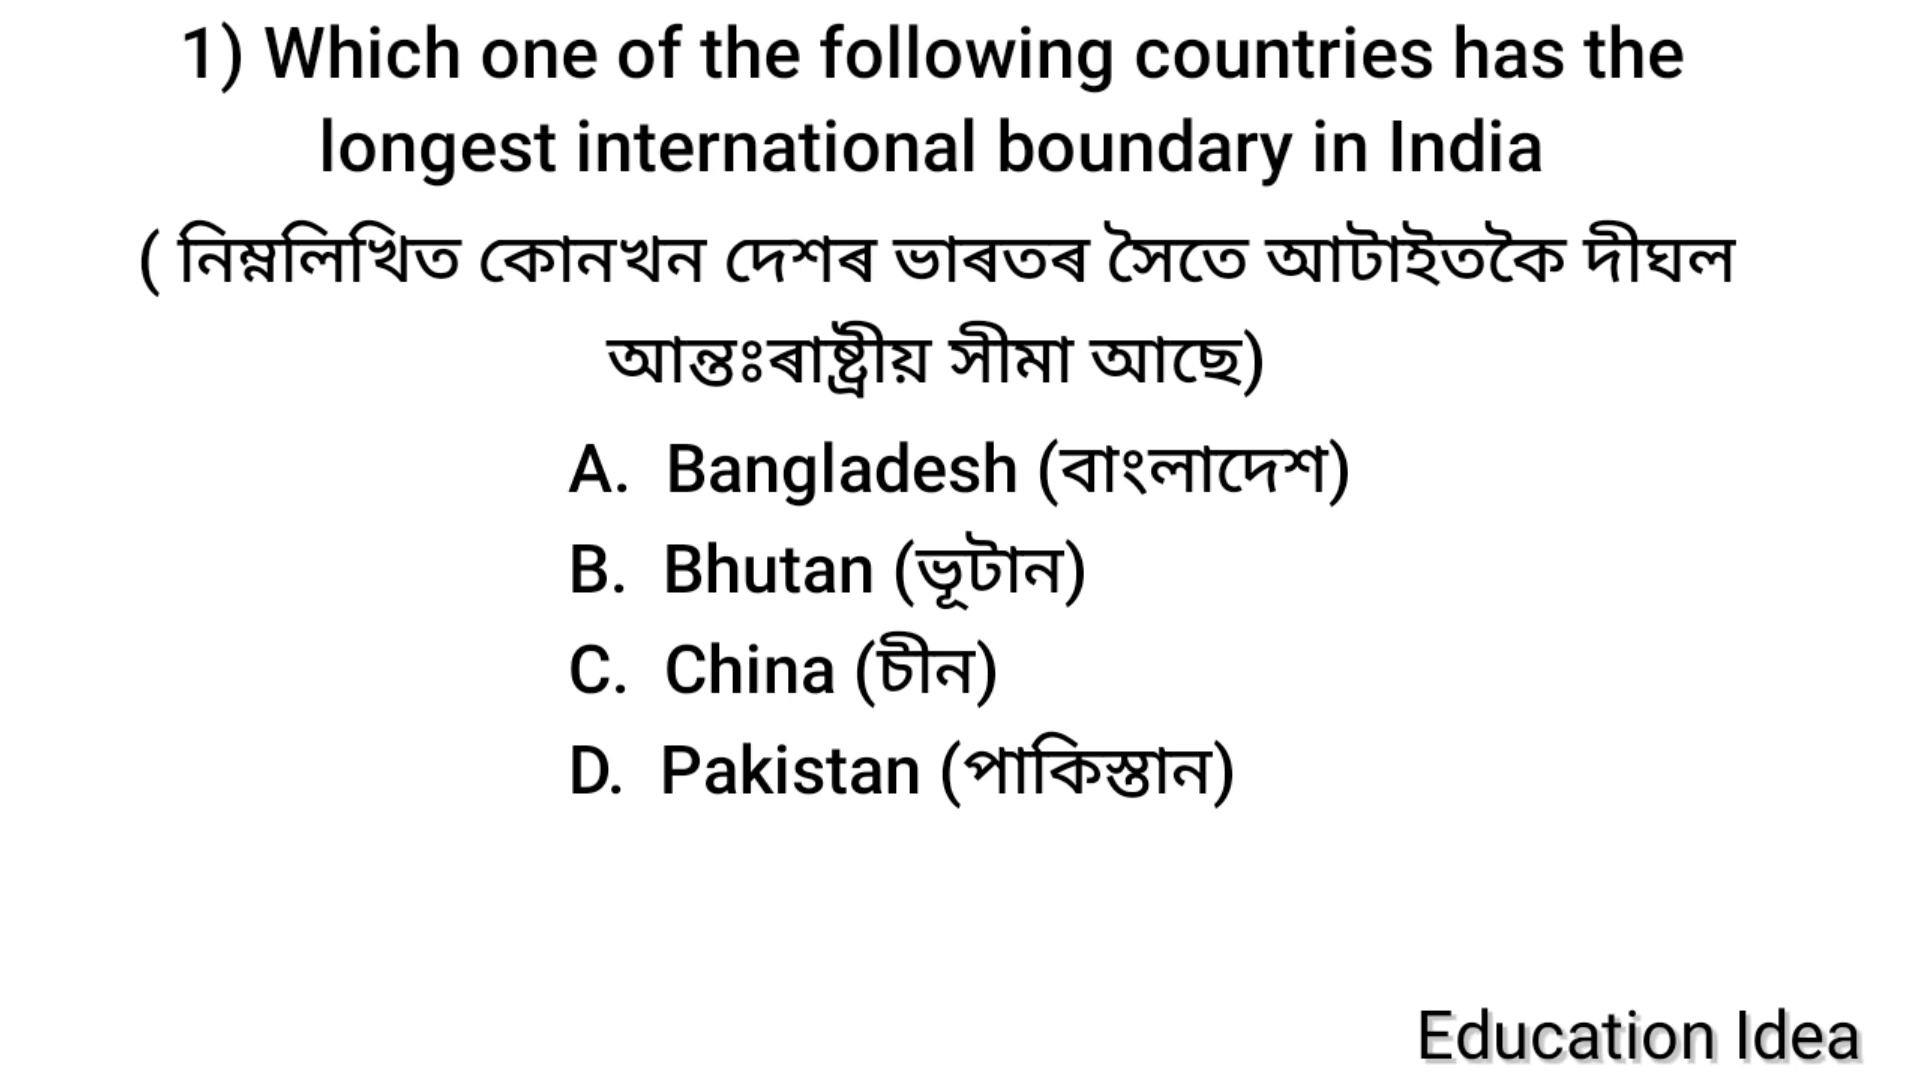 1) Which one of the following countries has the
longest international boundary in India
( নিম্নলিখিত কোনখন দেশৰ ভাৰতৰ সৈতে আটাইতকৈ দীঘল
আন্তঃৰাষ্ট্ৰীয় সীমা আছে)
A. Bangladesh (বাংলাদেশ)
B. Bhutan (ভূটান)
C. China (চীন)
D. Pakistan (পাকিস্তান)
Education Idea